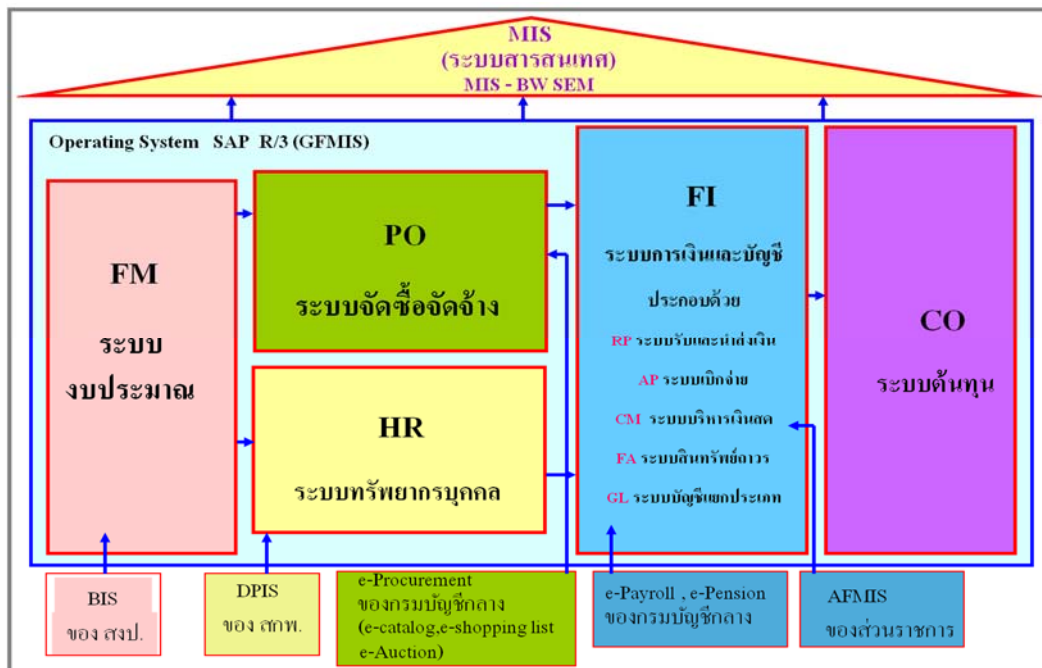 MIS
(ระบบสารสนเทศ)
MIS - BW SEM
Operating System SAP R/3 (GFMIS)
FM
ระบบ
งบประมาณ
PO
ระบบจัดซื้อจัดจ้าง
HR
ระบบทรัพยากรบุคคล
FI
ระบบการเงินและบัญชี
ประกอบด้วย
RP ระบบรับและนำส่งเงิน
AP ระบบเบิกจ่าย
CM ระบบบริหารเงินสด
FA ระบบสินทรัพย์ถาวร
GL ระบบบัญชีแยกประเภท
CO
ระบบต้นทุน
BIS
ของ สงป.
DPIS
ของ สกพ.
e-Procurement
ของกรมบัญชีกลาง
(e-catalog,e-shopping list
e-Auction)
e-Payroll , e-Pension
ของกรมบัญชีกลาง
AFMIS
ของส่วนราชการ